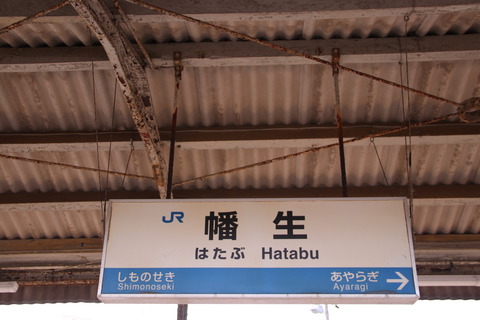 JR 幡生
はたぶ Hatabu
しものせき あやらぎ →
Shimonoseki Ayaragi